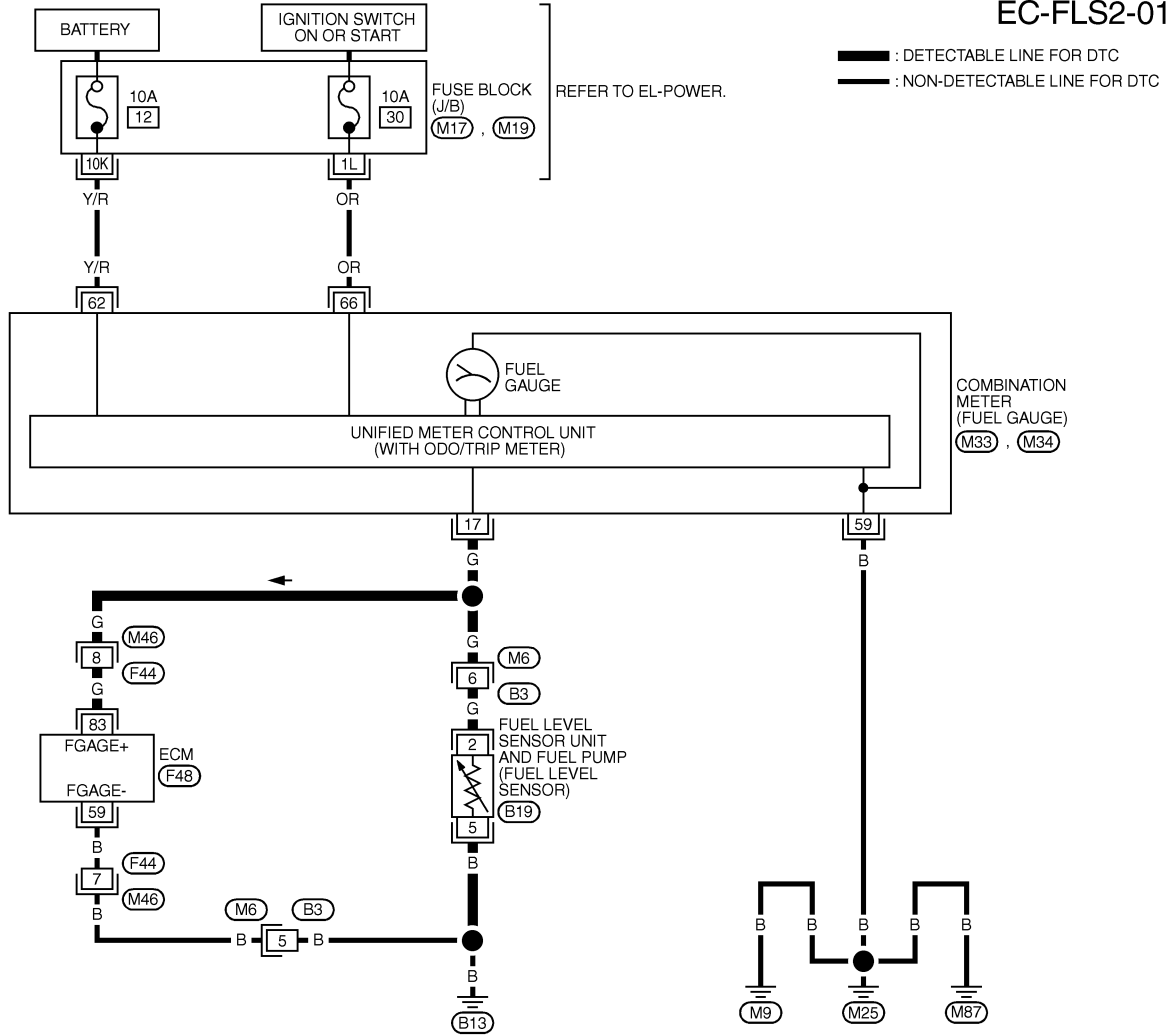 EC-FLS2-01
BATTERY
IGNITION SWITCH
ON OR START
: DETECTABLE LINE FOR DTC
: NON-DETECTABLE LINE FOR DTC
10A
12
10A
30
FUSE BLOCK
(J/B)
M17 , M19
REFER TO EL-POWER.
10K
1L
Y/R
OR
Y/R
OR
62
66
FUEL
GAUGE
COMBINATION
METER
(FUEL GAUGE)
M33 , M34
UNIFIED METER CONTROL UNIT
(WITH ODO/TRIP METER)
17
59
G
B
G
M46
8
F44
G
83
FGAGE+
ECM
F48
FGAGE-
59
B
F44
7
M46
B
G
M6
6
B3
G
FUEL LEVEL
SENSOR UNIT
AND FUEL PUMP
(FUEL LEVEL
SENSOR)
B19
2
5
B
M6 B3
B 5 B
B
B13
B B B B B
M9 M25 M87